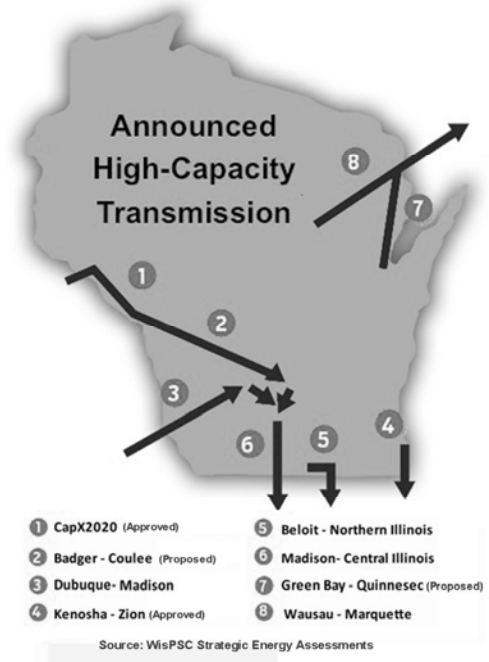 Announced
High-Capacity
Transmission
8
7
1
2
3
4
5
6
1 CapX2020 (Approved)
2 Badger - Coulee (Proposed)
3 Dubuque- Madison
4 Kenosha - Zion (Approved)
5 Beloit - Northern Illinois
6 Madison- Central Illinois
7 Green Bay - Quinnesec (Proposed)
8 Wausau - Marquette
Source: WisPSC Strategic Energy Assessments